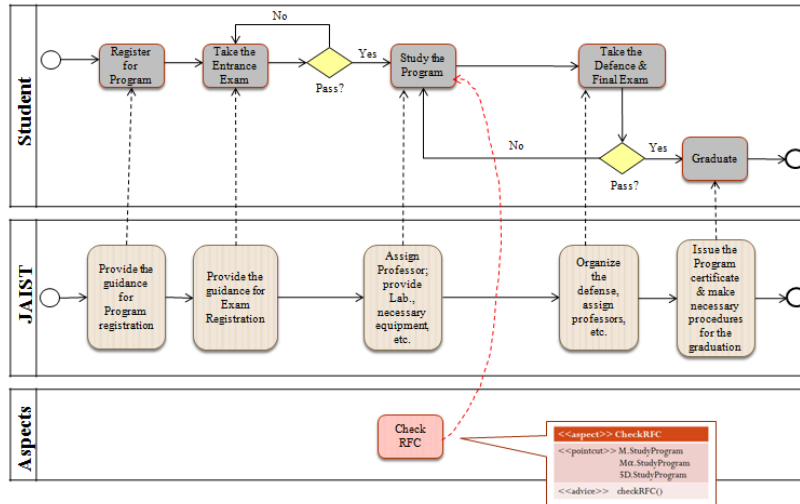 Student
No
Register
for
Program
Take the
Entrance
Exam
Pass?
Yes
Study the
Program
Take the
Defence &
Final Exam
No
Pass?
Yes
Graduate
JAIST
Provide the
guidance
for
Program
registration
Provide the
guidance for
Exam
Registration
Assign
Professor;
provide
Lab.,
necessary
equipment,
etc.
Organize
the
defense,
assign
professors,
etc.
Issue the
Program
certificate
& make
necessary
procedures
for the
graduation
Aspects
Check
RFC
<<aspect>> CheckRFC
<<pointcut>> M.StudyProgram
Mα.StudyProgram
5D.StudyProgram
<<advice>> checkRFC()